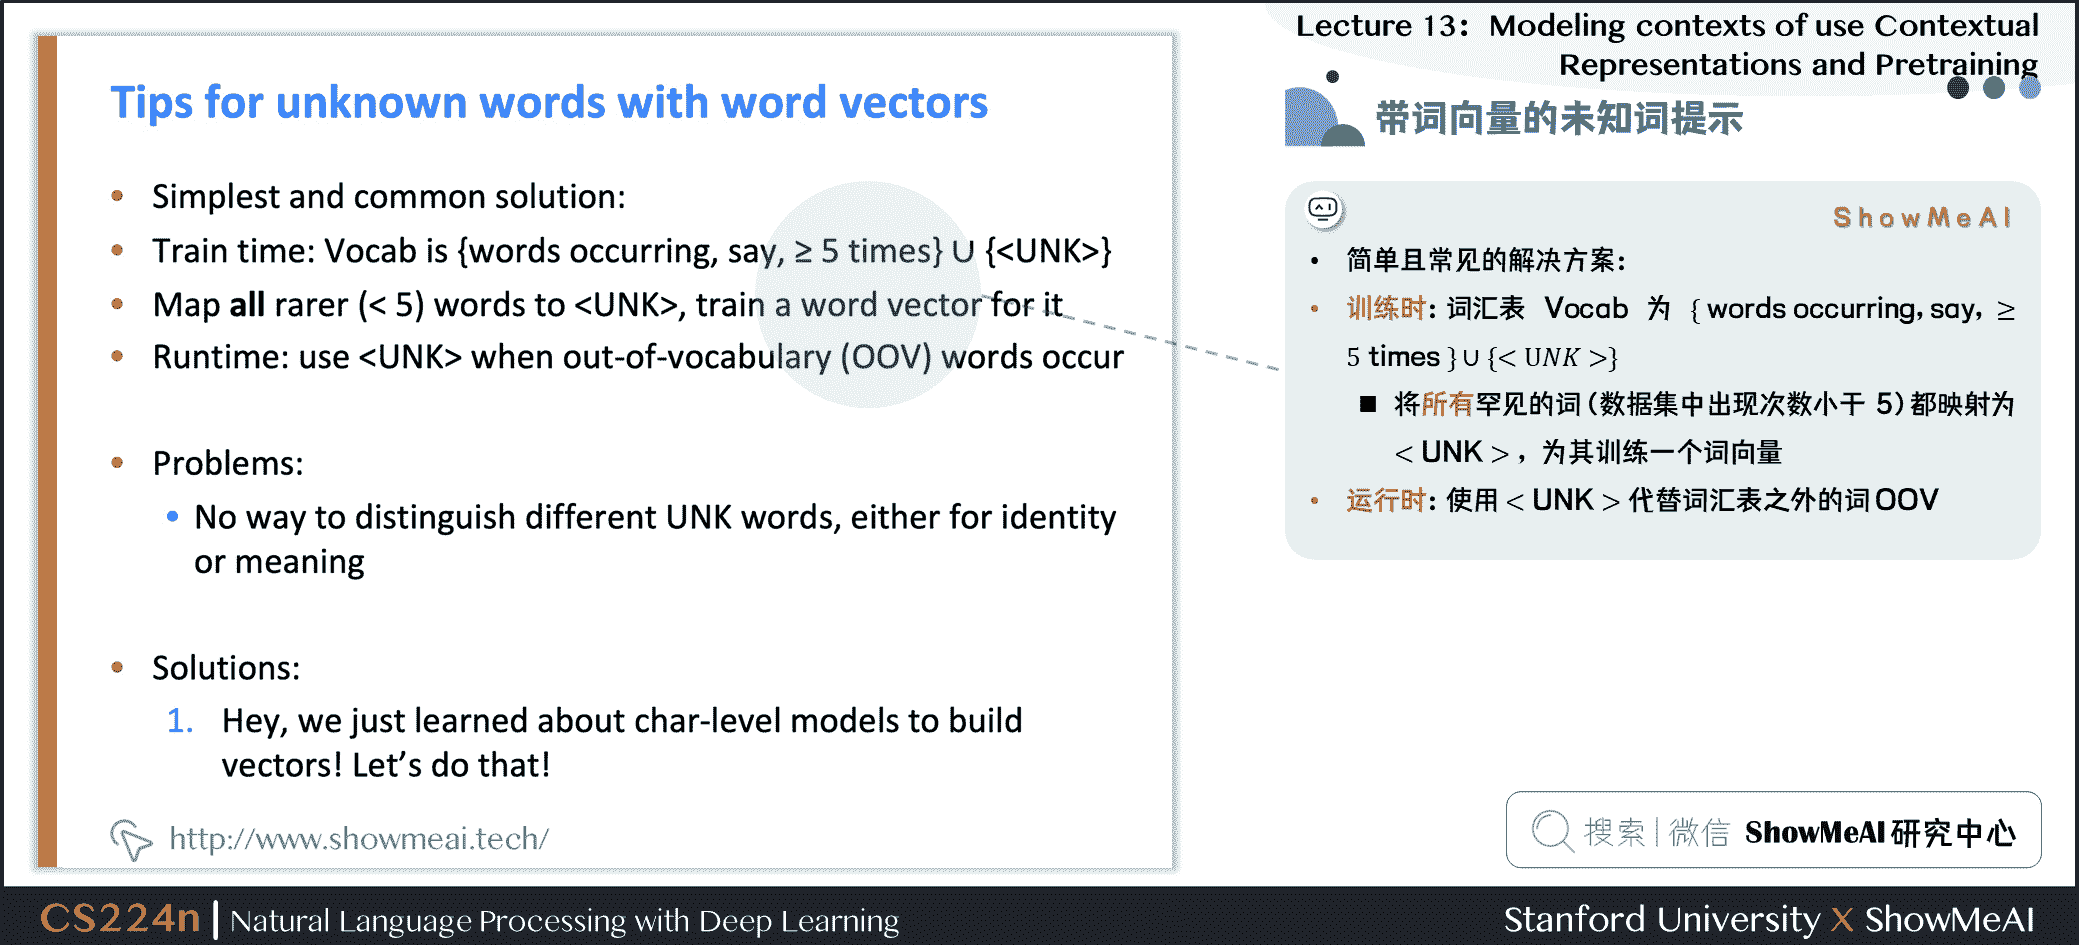 Lecture 13: Modeling contexts of use Contextual
Representations and Pretraining
Tips for unknown words with word vectors
• Simplest and common solution:
• Train time: Vocab is {words occurring, say, ≥ 5 times} ∪ {<UNK>}
• Map all rarer (< 5) words to <UNK>, train a word vector for it
• Runtime: use <UNK> when out-of-vocabulary (OOV) words occur
• Problems:
• No way to distinguish different UNK words, either for identity
or meaning
• Solutions:
1. Hey, we just learned about char-level models to build
vectors! Let's do that!
http://www.showmeai.tech/
带词向量的未知词提示
ShowMeAI
• 简单且常见的解决方案:
• 训练时: 词汇表 Vocab 为 { words occurring, say, ≥
5 times } ∪ {< UNK >}
■ 将所有罕见的词(数据集中出现次数小于 5)都映射为
< UNK >, 为其训练一个词向量
• 运行时: 使用 < UNK > 代替词汇表之外的词OOV
搜索|微信 ShowMeAI研究中心
CS224n | Natural Language Processing with Deep Learning
Stanford University X ShowMeAI